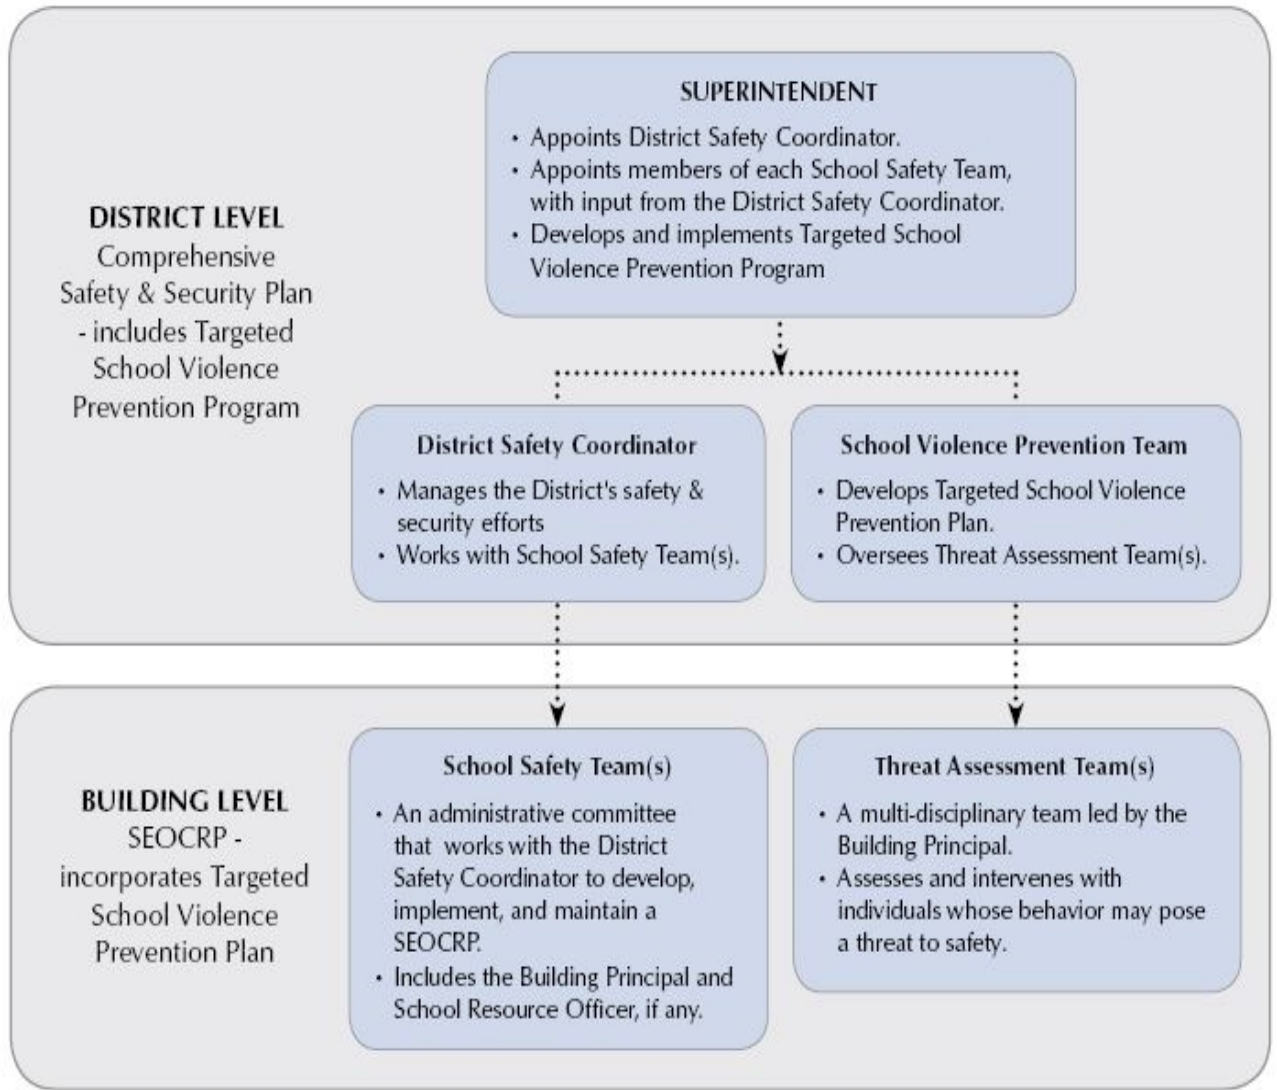 DISTRICT LEVEL
Comprehensive
Safety & Security Plan
- includes Targeted
School Violence
Prevention Program
SUPERINTENDENT
• Appoints District Safety Coordinator.
• Appoints members of each School Safety Team,
with input from the District Safety Coordinator.
• Develops and implements Targeted School
Violence Prevention Program
District Safety Coordinator
• Manages the District's safety &
security efforts
• Works with School Safety Team(s).
School Violence Prevention Team
• Develops Targeted School Violence
Prevention Plan.
• Oversees Threat Assessment Team(s).
BUILDING LEVEL
SEOCRP -
incorporates Targeted
School Violence
Prevention Plan
School Safety Team(s)
• An administrative committee
that works with the District
Safety Coordinator to develop,
implement, and maintain a
SEOCRP.
• Includes the Building Principal and
School Resource Officer, if any.
Threat Assessment Team(s)
• A multi-disciplinary team led by the
Building Principal.
• Assesses and intervenes with
individuals whose behavior may pose
a threat to safety.